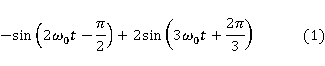 −sin(2ω₀t − π/2) + 2sin(3ω₀t + 2π/3) (1)